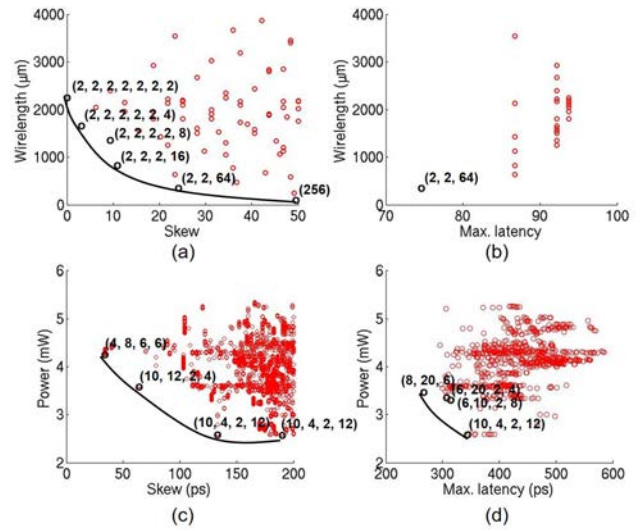 4000
3000
2000
1000
0
Wirelength (μm)
(2, 2, 2, 2, 2, 2, 2)
(2, 2, 2, 2, 2, 4)
(2, 2, 2, 2, 8)
(2, 2, 2, 16)
(2, 2, 64)
(256)
0 10 20 30 40 50
Skew
(a)
4000
3000
2000
1000
0
Wirelength (μm)
(2, 2, 64)
70 80 90 100
Max. latency
(b)
6
5
4
3
2
Power (mW)
(4, 8, 6, 6)
(10, 12, 2, 4)
(10, 4, 2, 12)
(10, 4, 2, 12)
0 50 100 150 200
Skew (ps)
(c)
6
5
4
3
2
Power (mW)
(8, 20, 6)
(6, 20, 2, 4)
(6, 10, 2, 8)
(10, 4, 2, 12)
200 300 400 500 600
Max. latency (ps)
(d)